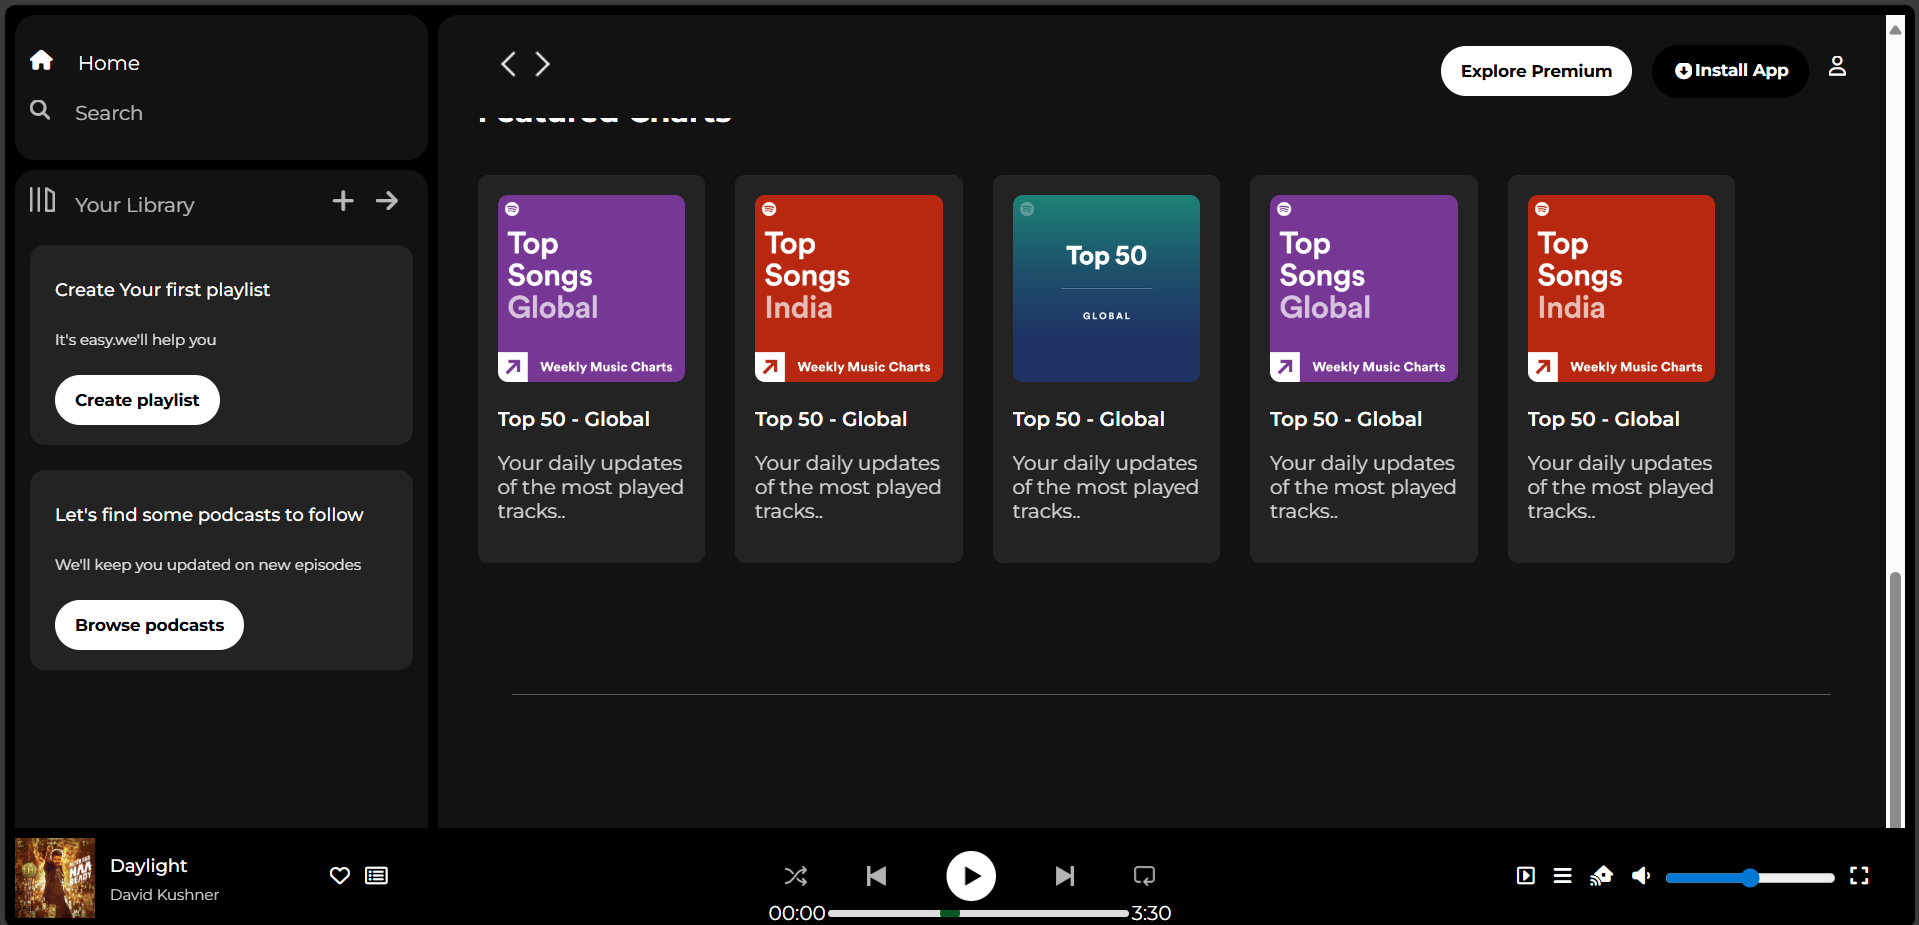 Home
Search
Your Library
Create Your first playlist
It's easy.we'll help you
Create playlist
Let's find some podcasts to follow
We'll keep you updated on new episodes
Browse podcasts
Explore Premium
Install App
Featured Charts
Top
Songs
Global
Weekly Music Charts
Top 50 - Global
Your daily updates
of the most played
tracks..
Top
Songs
India
Weekly Music Charts
Top 50 - Global
Your daily updates
of the most played
tracks..
Top 50
GLOBAL
Top 50 - Global
Your daily updates
of the most played
tracks..
Top
Songs
Global
Weekly Music Charts
Top 50 - Global
Your daily updates
of the most played
tracks..
Top
Songs
India
Weekly Music Charts
Top 50 - Global
Your daily updates
of the most played
tracks..
NAA
READY
Daylight
David Kushner
00:00
3:30